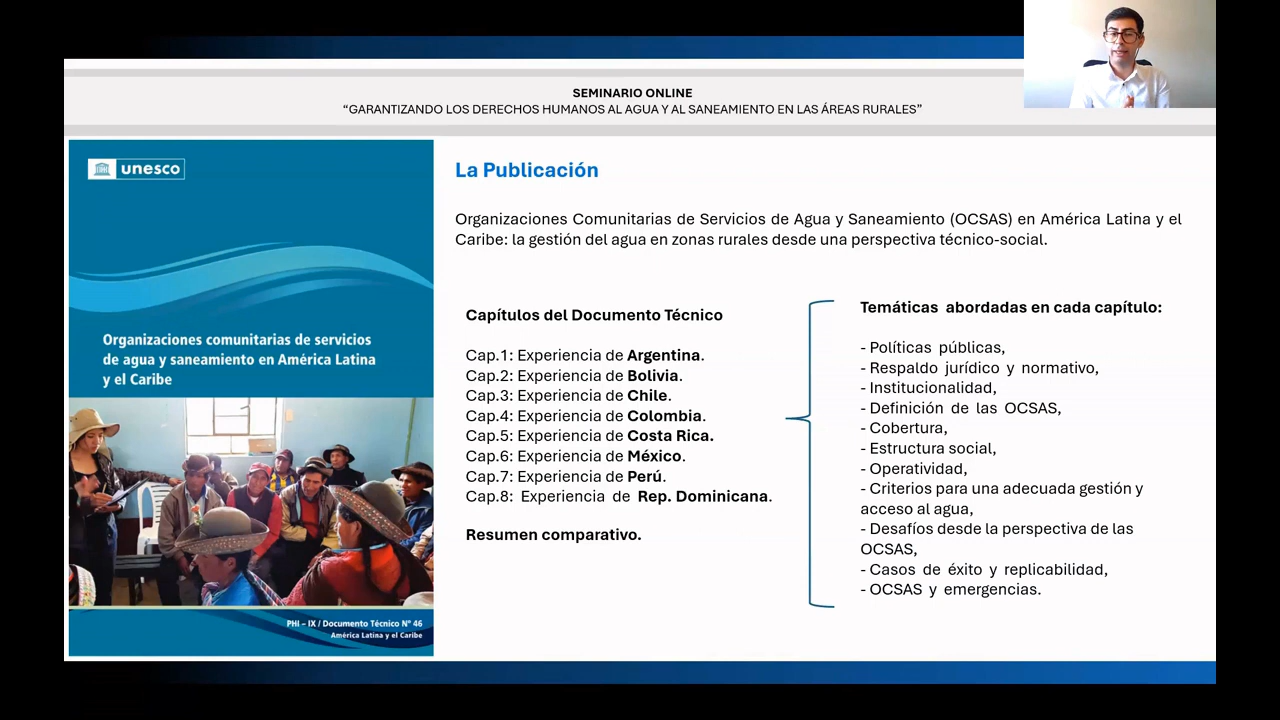 SEMINARIO ONLINE
“GARANTIZANDO LOS DERECHOS HUMANOS AL AGUA Y AL SANEAMIENTO EN LAS ÁREAS RURALES”
unesco
Organizaciones comunitarias de servicios
de agua y saneamiento en América Latina
y el Caribe
PHI – IX / Documento Técnico N° 46
América Latina y el Caribe
La Publicación
Organizaciones Comunitarias de Servicios de Agua y Saneamiento (OCSAS) en América Latina y el
Caribe: la gestión del agua en zonas rurales desde una perspectiva técnico-social.
Capítulos del Documento Técnico
Cap.1: Experiencia de Argentina.
Cap.2: Experiencia de Bolivia.
Cap.3: Experiencia de Chile.
Cap.4: Experiencia de Colombia.
Cap.5: Experiencia de Costa Rica.
Cap.6: Experiencia de México.
Cap.7: Experiencia de Perú.
Cap.8: Experiencia de Rep. Dominicana.
Resumen comparativo.
Temáticas abordadas en cada capítulo:
- Políticas públicas,
- Respaldo jurídico y normativo,
- Institucionalidad,
- Definición de las OCSAS,
- Cobertura,
- Estructura social,
- Operatividad,
- Criterios para una adecuada gestión y
acceso al agua,
- Desafíos desde la perspectiva de las
OCSAS,
- Casos de éxito y replicabilidad,
- OCSAS y emergencias.